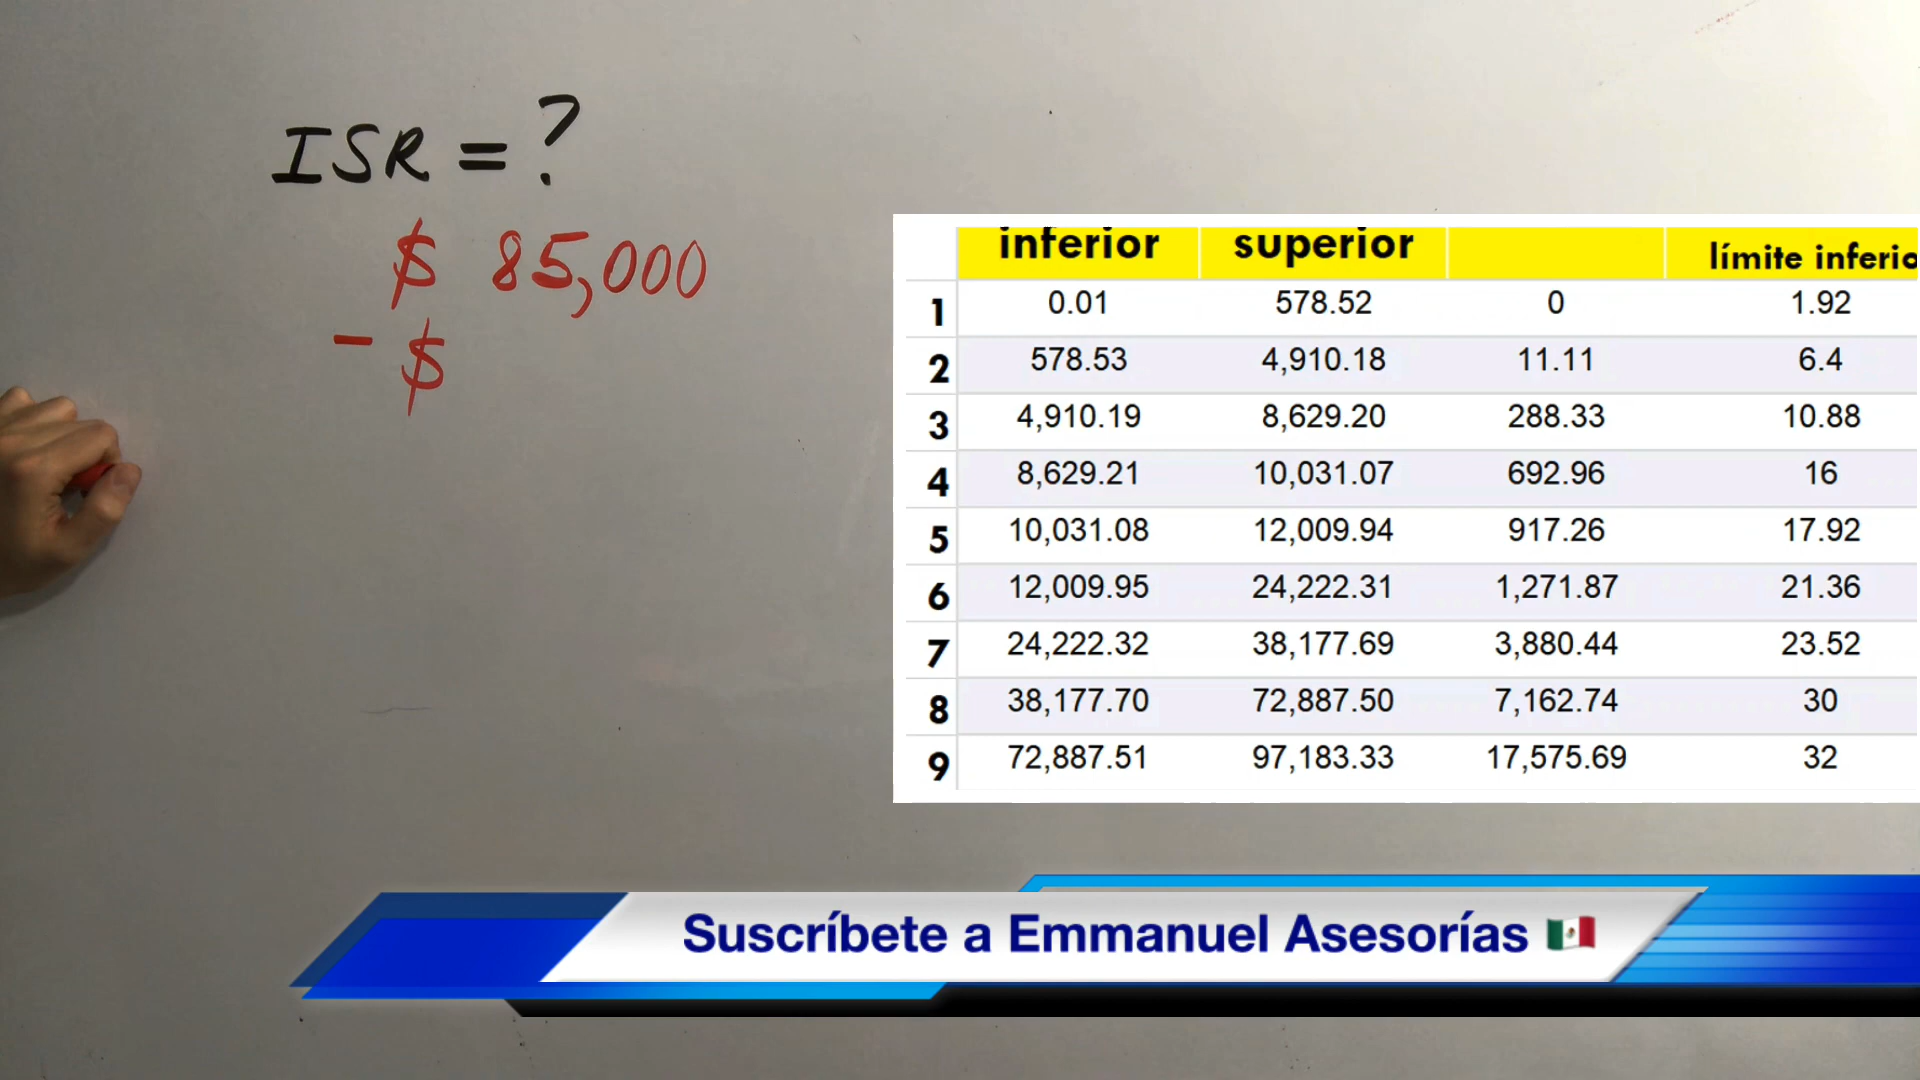 ISR = ?
$ 85,000
- $
inferior superior límite inferio
1 0.01 578.52 0 1.92
2 578.53 4,910.18 11.11 6.4
3 4,910.19 8,629.20 288.33 10.88
4 8,629.21 10,031.07 692.96 16
5 10,031.08 12,009.94 917.26 17.92
6 12,009.95 24,222.31 1,271.87 21.36
7 24,222.32 38,177.69 3,880.44 23.52
8 38,177.70 72,887.50 7,162.74 30
9 72,887.51 97,183.33 17,575.69 32
Suscríbete a Emmanuel Asesorías 🇲🇽